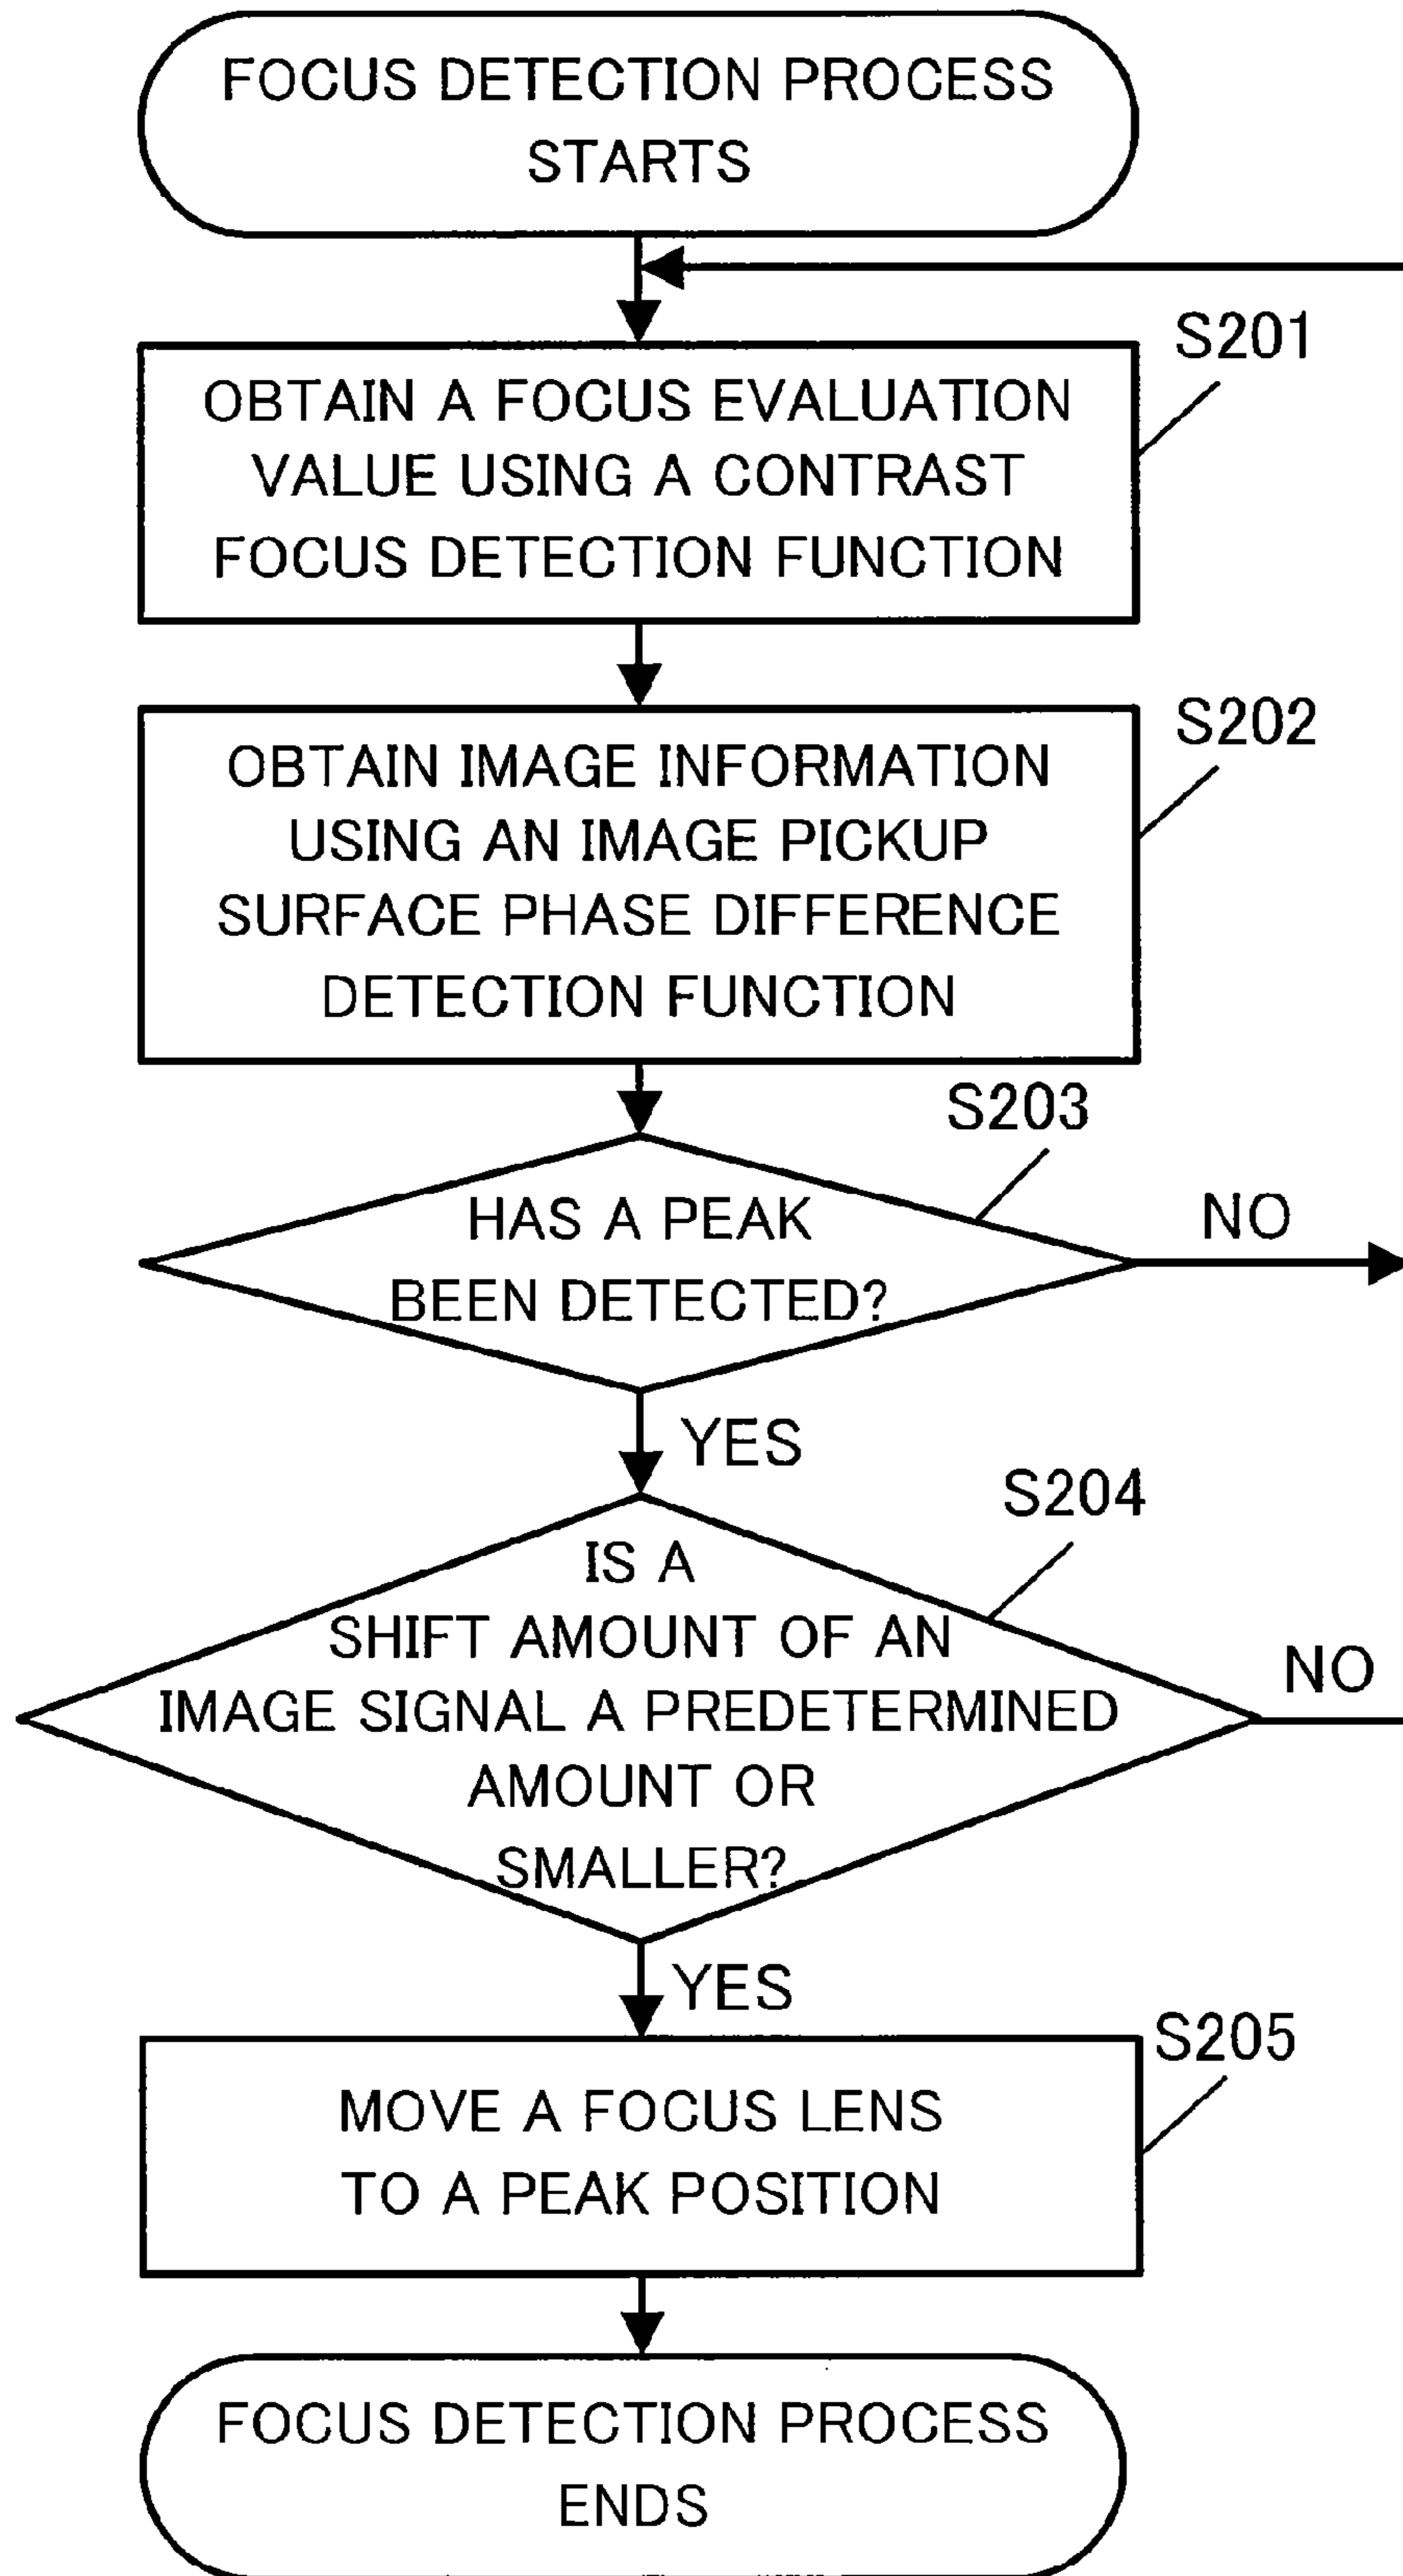 FOCUS DETECTION PROCESS
STARTS
S201
OBTAIN A FOCUS EVALUATION
VALUE USING A CONTRAST
FOCUS DETECTION FUNCTION
S202
OBTAIN IMAGE INFORMATION
USING AN IMAGE PICKUP
SURFACE PHASE DIFFERENCE
DETECTION FUNCTION
S203
HAS A PEAK
BEEN DETECTED?
NO
YES
S204
IS A
SHIFT AMOUNT OF AN
IMAGE SIGNAL A PREDETERMINED
AMOUNT OR
SMALLER?
NO
YES
S205
MOVE A FOCUS LENS
TO A PEAK POSITION
FOCUS DETECTION PROCESS
ENDS